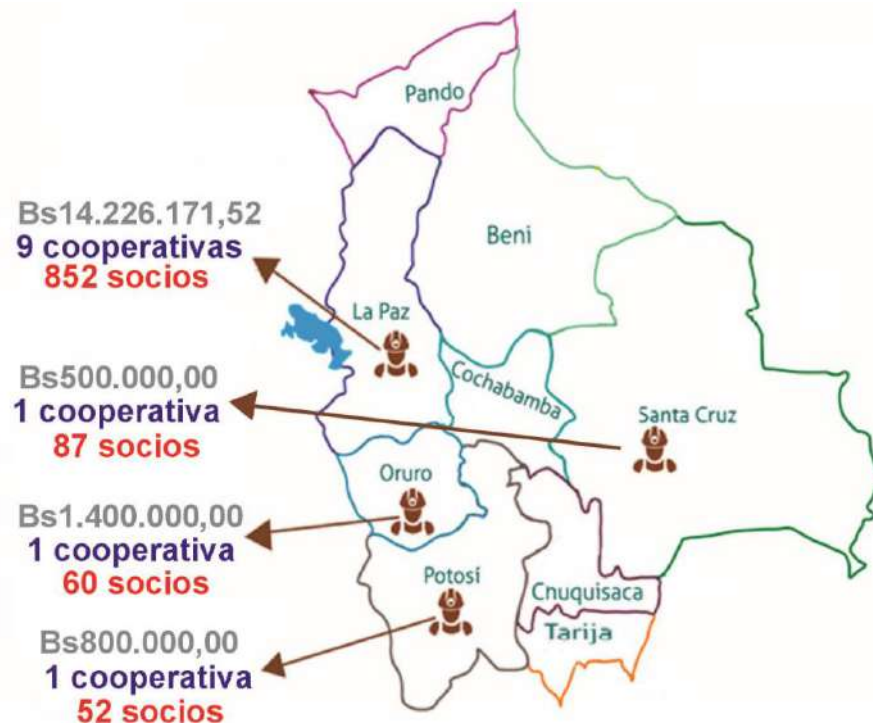 Pando
Bs14.226.171,52
9 cooperativas
852 socios
Beni
La Paz
Cochabamba
Bs500.000,00
1 cooperativa
87 socios
Santa Cruz
Oruro
Bs1.400.000,00
1 cooperativa
60 socios
Potosí
Cnuquisaca
Tarija
Bs800.000,00
1 cooperativa
52 socios